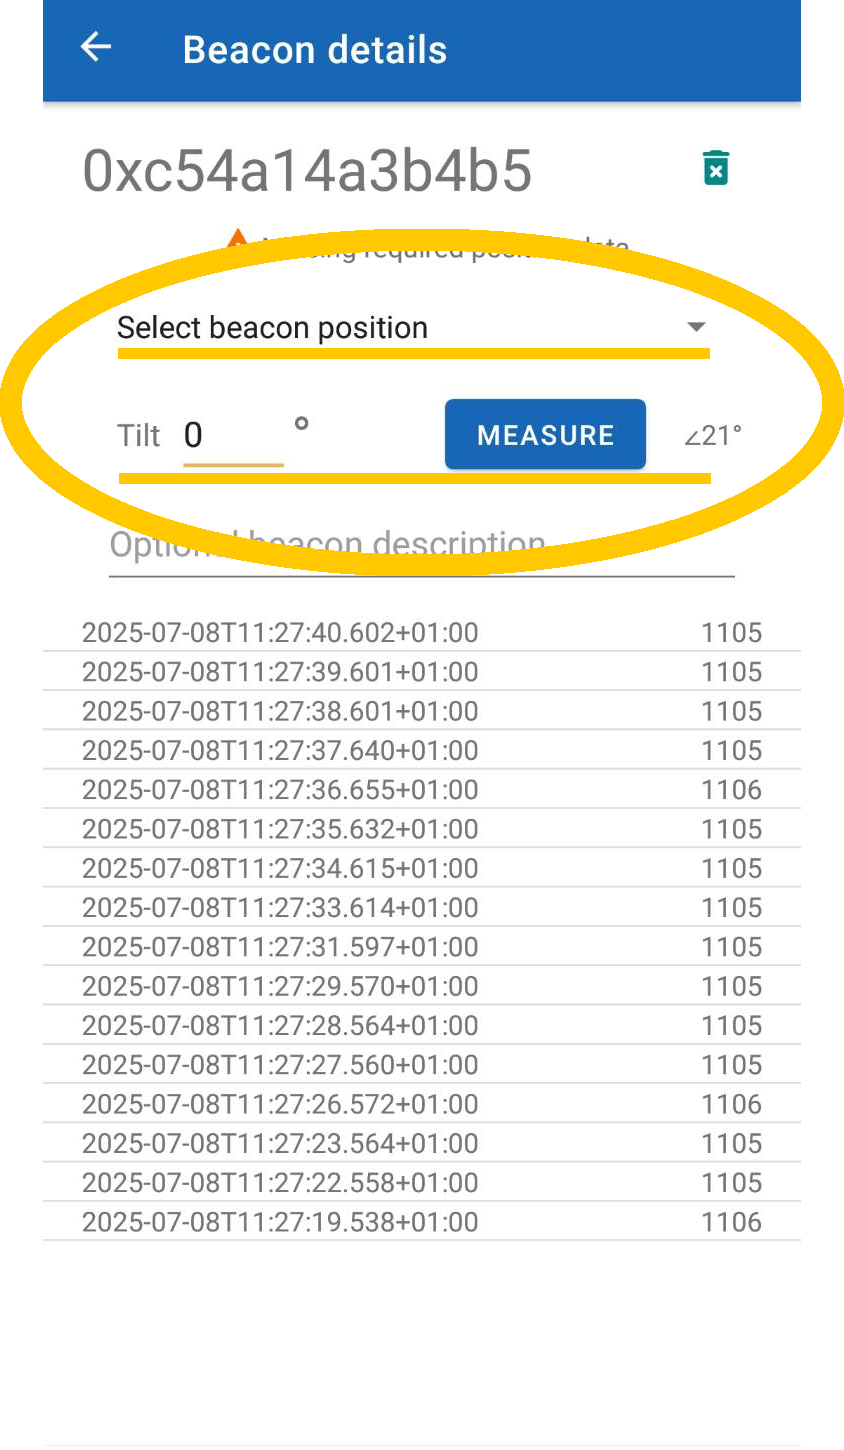 Beacon details
0xc54a14a3b4b5
required data
Select beacon position
Tilt 0 ° MEASURE ∠21°
Optional beacon description
2025-07-08T11:27:40.602+01:00 1105
2025-07-08T11:27:39.601+01:00 1105
2025-07-08T11:27:38.601+01:00 1105
2025-07-08T11:27:37.640+01:00 1105
2025-07-08T11:27:36.655+01:00 1106
2025-07-08T11:27:35.632+01:00 1105
2025-07-08T11:27:34.615+01:00 1105
2025-07-08T11:27:33.614+01:00 1105
2025-07-08T11:27:31.597+01:00 1105
2025-07-08T11:27:29.570+01:00 1105
2025-07-08T11:27:28.564+01:00 1105
2025-07-08T11:27:27.560+01:00 1105
2025-07-08T11:27:26.572+01:00 1106
2025-07-08T11:27:23.564+01:00 1105
2025-07-08T11:27:22.558+01:00 1105
2025-07-08T11:27:19.538+01:00 1106